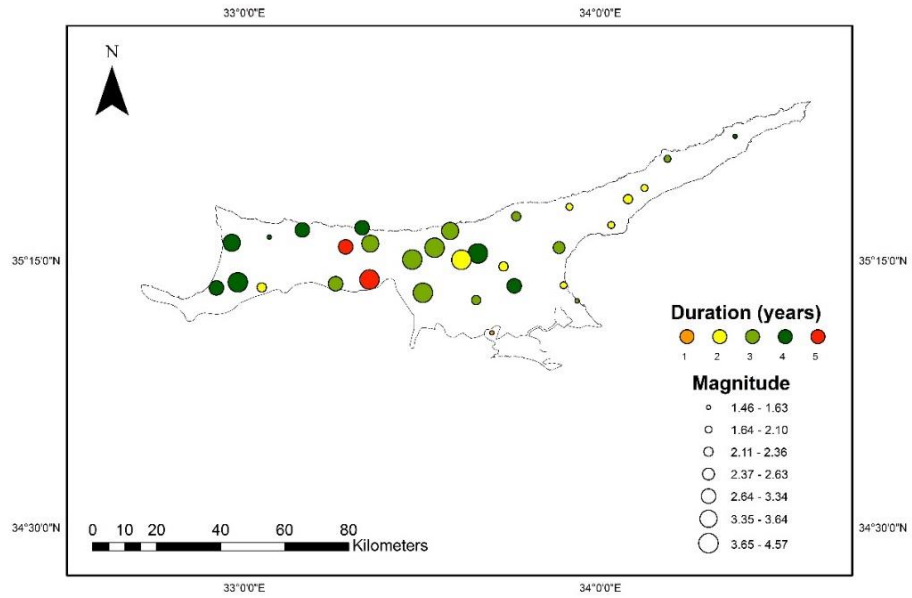 33°0'0"E 34°0'0"E
N
35°15'0"N 35°15'0"N
Duration (years)
1 2 3 4 5
Magnitude
1.46 - 1.63
1.64 - 2.10
2.11 - 2.36
2.37 - 2.63
2.64 - 3.34
3.35 - 3.64
3.65 - 4.57
34°30'0"N 34°30'0"N
0 10 20 40 60 80
Kilometers
33°0'0"E 34°0'0"E